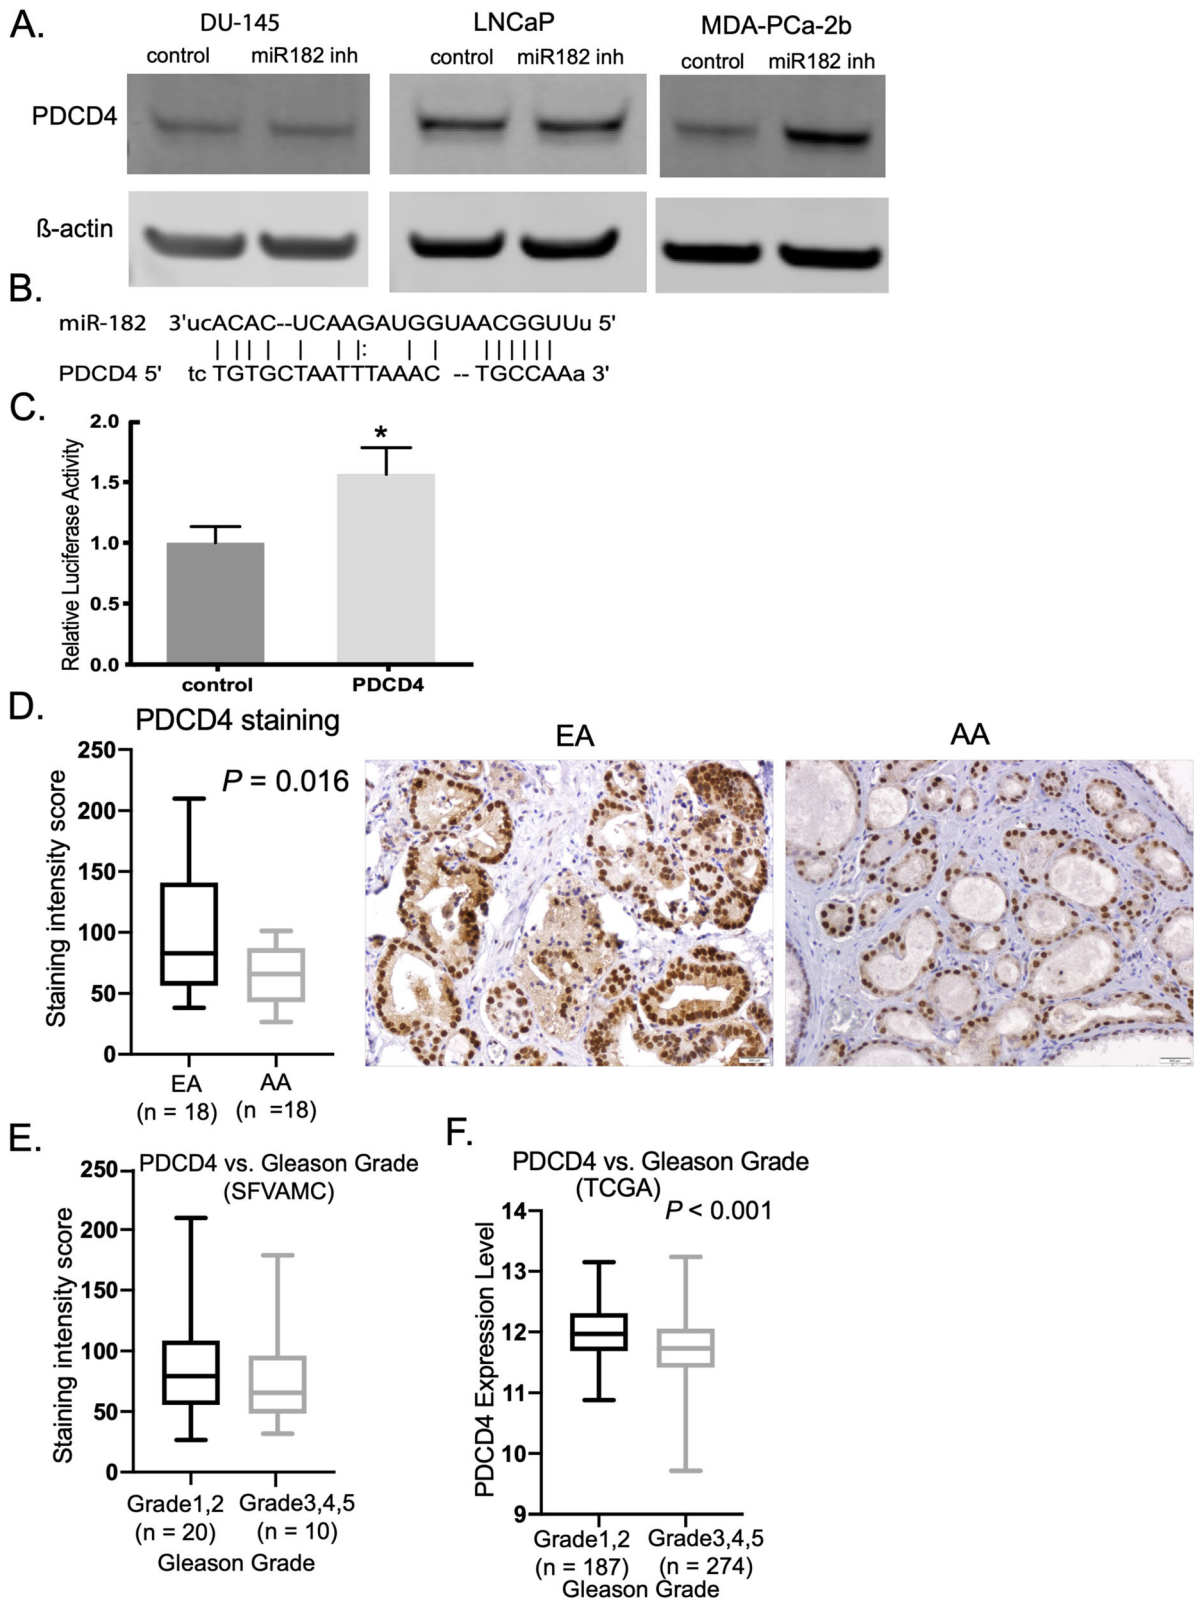 A.
DU-145 LNCaP MDA-PCa-2b
control miR182 inh control miR182 inh control miR182 inh
PDCD4
ß-actin
B.
miR-182 3'ucACAC--UCAAGAUGGUAACGGUUu 5'
| || | | | |: | | ||||||
PDCD4 5' tc TGTGCTAATTTAAAC -- TGCCAAa 3'
C.
Relative Luciferase Activity
2.0
1.5
1.0
0.5
0.0
*
control PDCD4
D.
PDCD4 staining
P = 0.016
Staining intensity score
250
200
150
100
50
0
EA AA
(n = 18) (n =18)
EA
AA
E.
PDCD4 vs. Gleason Grade
(SFVAMC)
Staining intensity score
250
200
150
100
50
0
Grade1,2 Grade3,4,5
(n = 20) (n = 10)
Gleason Grade
F.
PDCD4 vs. Gleason Grade
(TCGA)
P < 0.001
PDCD4 Expression Level
14
13
12
11
10
9
Grade1,2 Grade3,4,5
(n = 187) (n = 274)
Gleason Grade